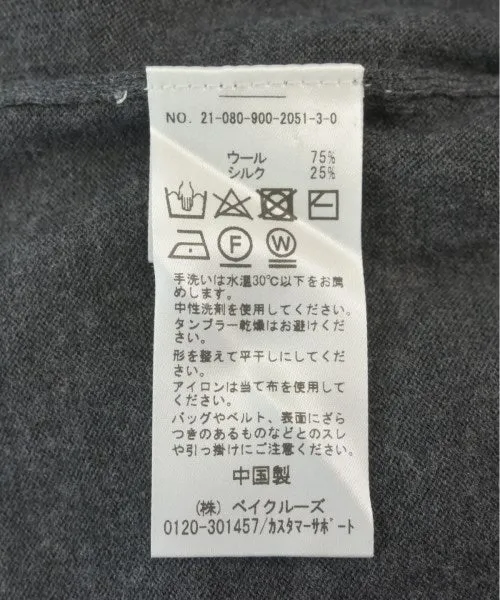 NO. 21-080-900-2051-3-0
ウール 75%
シルク 25%
F W
手洗いは水温30℃以下をお薦
めします。
中性洗剤を使用してください。
タンブラー乾燥はお避けくだ
さい。
形を整えて平干しにしてくだ
さい。
アイロンは当て布を使用して
ください。
バッグやベルト、表面にざら
つきのあるものなどとのスレ
や引っ掛けにご注意ください。
中国製
(株) ベイクルーズ
0120-301457/カスタマーサポート